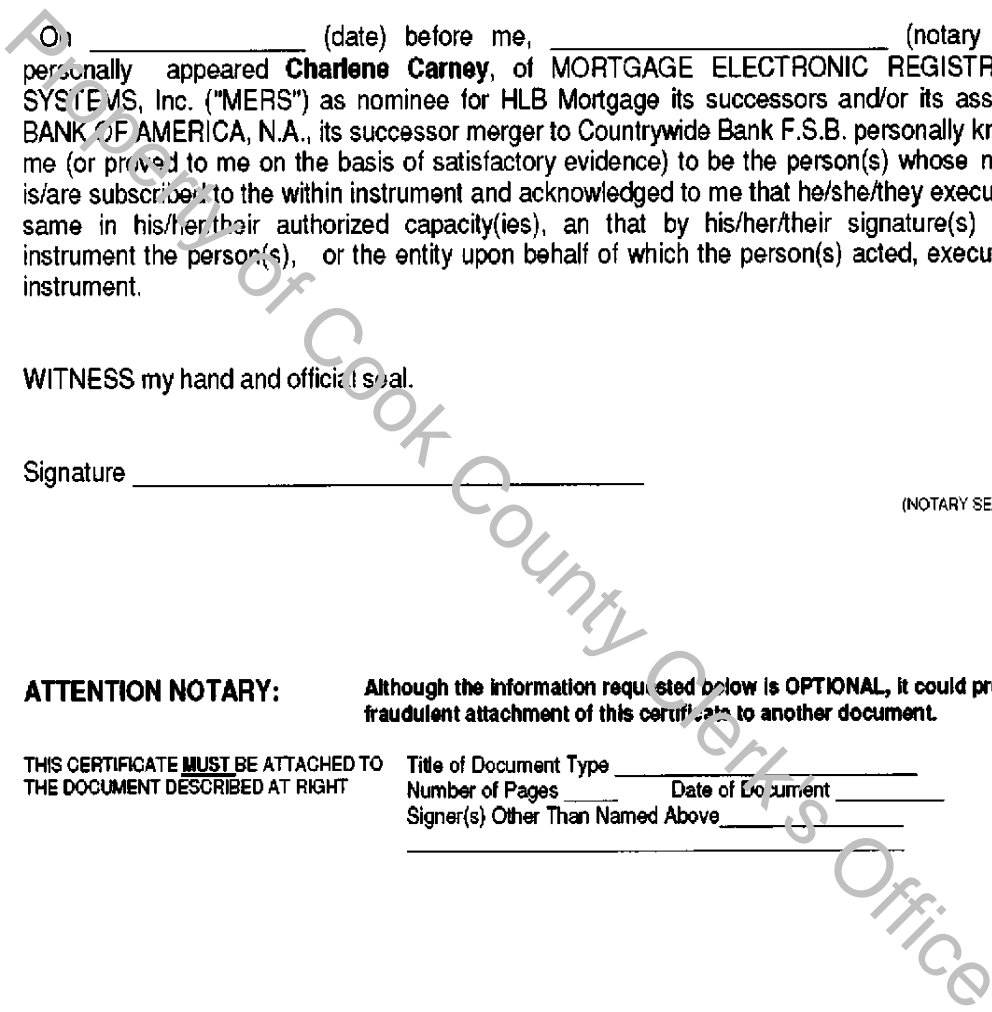 On ______________ (date) before me, ______________ (notary
personally appeared Charlene Carney, of MORTGAGE ELECTRONIC REGISTR
SYSTEMS, Inc. ("MERS") as nominee for HLB Mortgage its successors and/or its ass
BANK OF AMERICA, N.A., its successor merger to Countrywide Bank F.S.B. personally kr
me (or proved to me on the basis of satisfactory evidence) to be the person(s) whose n
is/are subscribed to the within instrument and acknowledged to me that he/she/they execu
same in his/her/their authorized capacity(ies), an that by his/her/their signature(s)
instrument the person(s), or the entity upon behalf of which the person(s) acted, execu
instrument.
WITNESS my hand and official seal.
Signature ______________
(NOTARY SE
ATTENTION NOTARY: Although the information requested below is OPTIONAL, it could pr
fraudulent attachment of this certificate to another document.
THIS CERTIFICATE MUST BE ATTACHED TO
THE DOCUMENT DESCRIBED AT RIGHT
Title of Document Type ______________
Number of Pages _____ Date of Document ________
Signer(s) Other Than Named Above______________
Property of Cook County Clerk's Office